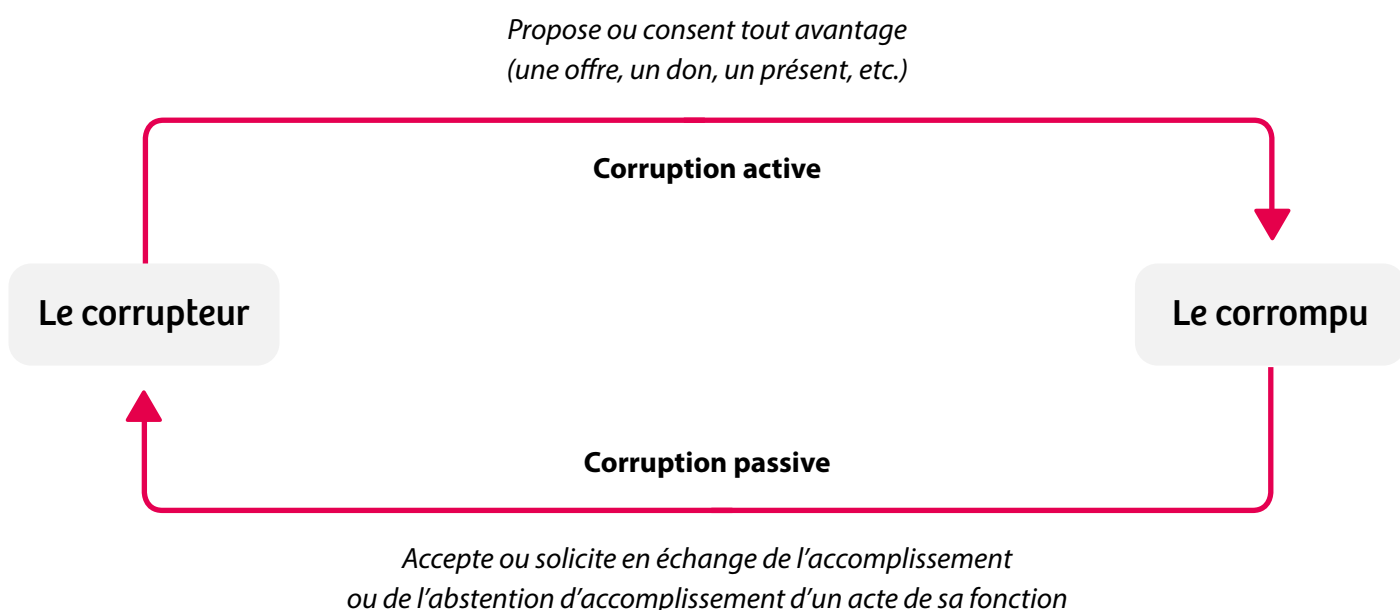 Propose ou consent tout avantage
(une offre, un don, un présent, etc.)
Corruption active
Le corrupteur
Le corrompu
Corruption passive
Accepte ou solicite en échange de l’accomplissement
ou de l’abstention d’accomplissement d’un acte de sa fonction